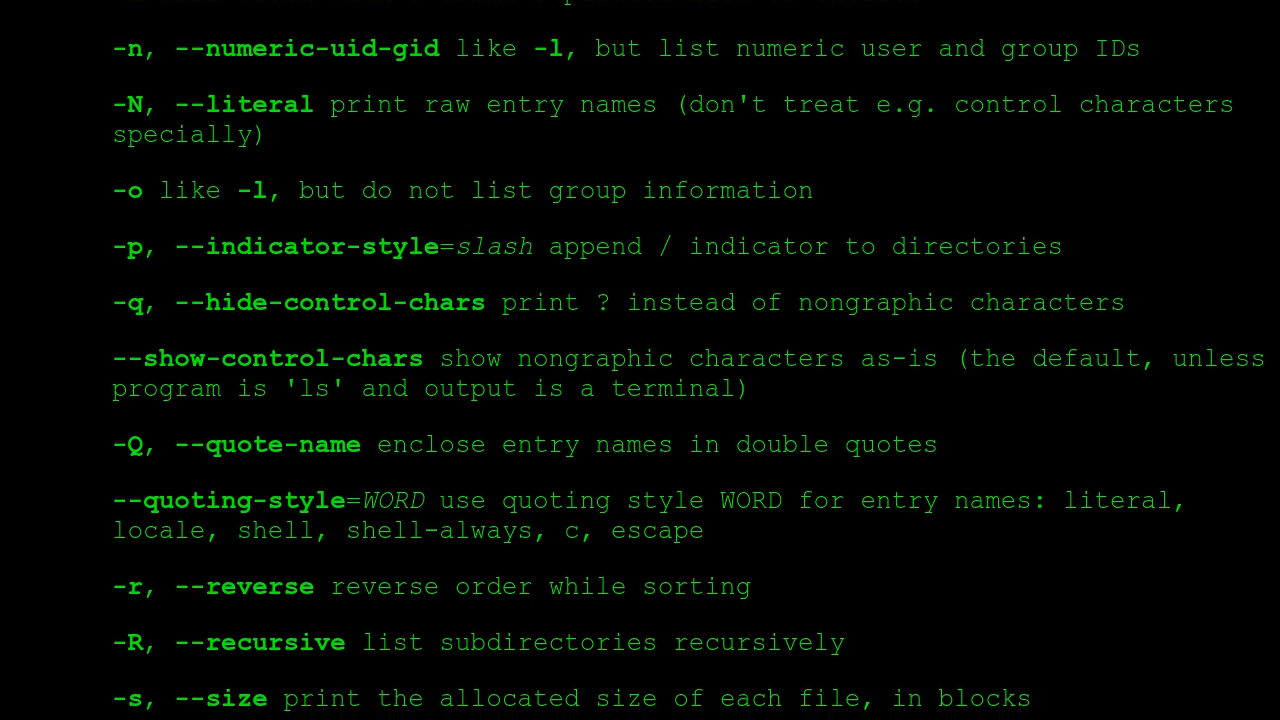 -n, --numeric-uid-gid like -l, but list numeric user and group IDs
-N, --literal print raw entry names (don't treat e.g. control characters
specially)
-o like -l, but do not list group information
-p, --indicator-style=slash append / indicator to directories
-q, --hide-control-chars print ? instead of nongraphic characters
--show-control-chars show nongraphic characters as-is (the default, unless
program is 'ls' and output is a terminal)
-Q, --quote-name enclose entry names in double quotes
--quoting-style=WORD use quoting style WORD for entry names: literal,
locale, shell, shell-always, c, escape
-r, --reverse reverse order while sorting
-R, --recursive list subdirectories recursively
-s, --size print the allocated size of each file, in blocks